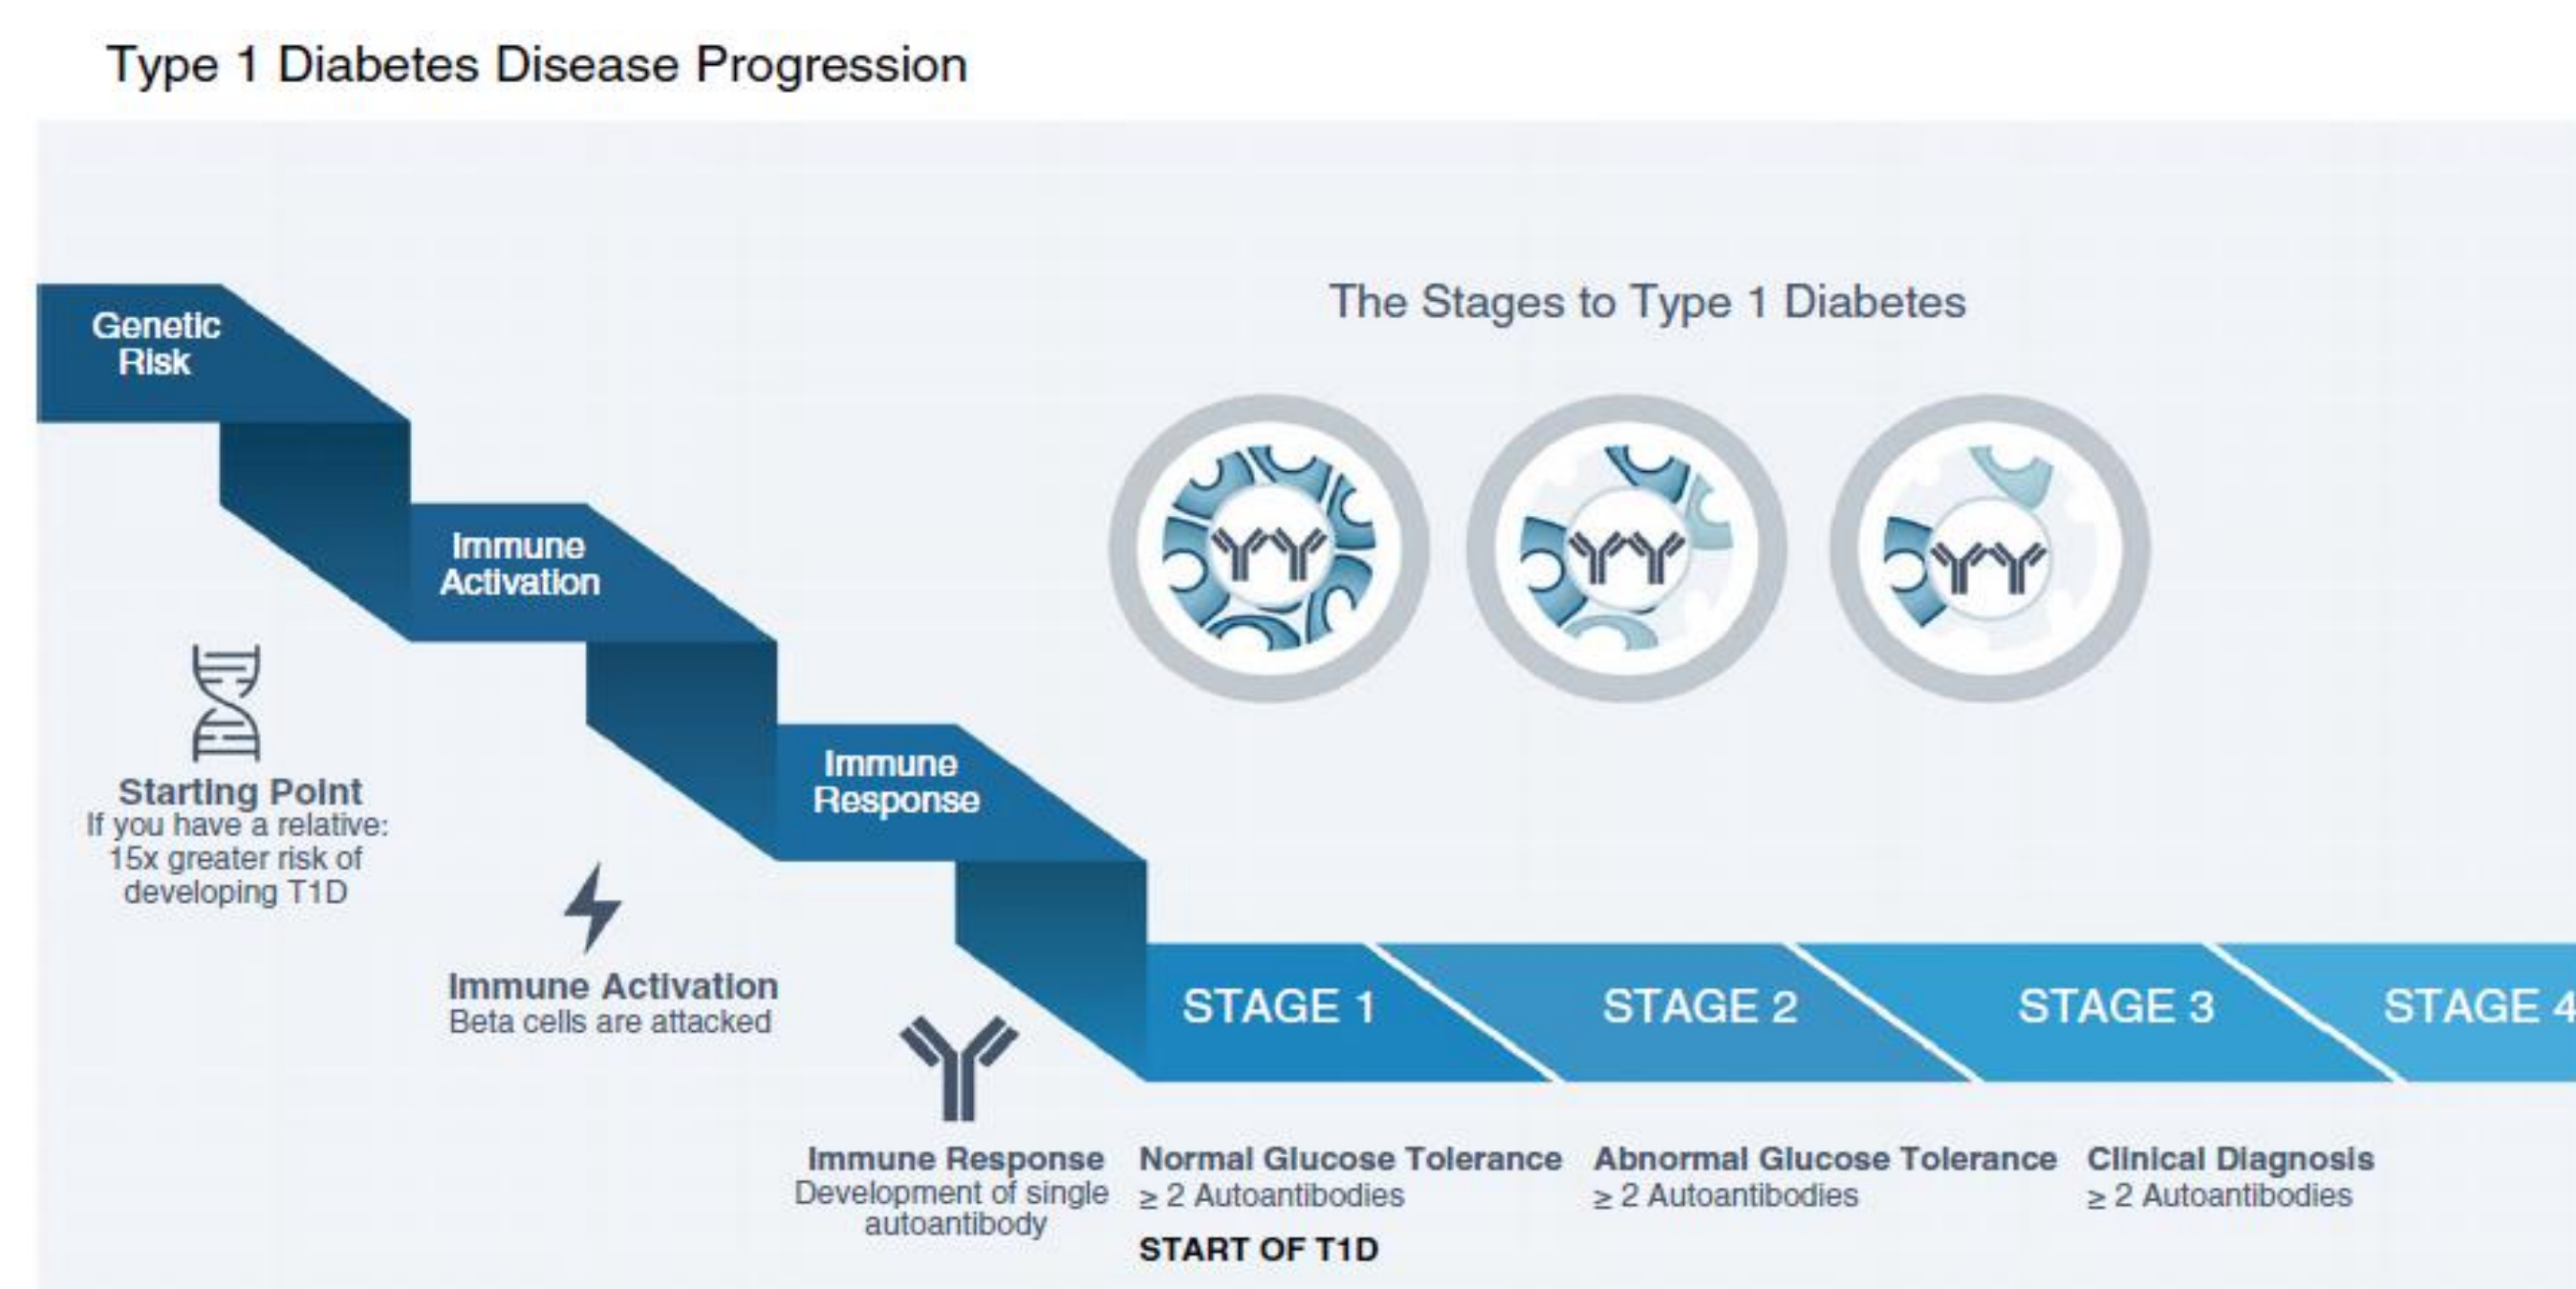 Type 1 Diabetes Disease Progression
The Stages to Type 1 Diabetes
Genetic
Risk
Immune
Activation
Immune
Response
Starting Point
If you have a relative:
15x greater risk of
developing T1D
Immune Activation
Beta cells are attacked
Immune Response
Development of single
autoantibody
STAGE 1
STAGE 2
STAGE 3
STAGE 4
Normal Glucose Tolerance
≥ 2 Autoantibodies
START OF T1D
Abnormal Glucose Tolerance
≥ 2 Autoantibodies
Clinical Diagnosis
≥ 2 Autoantibodies